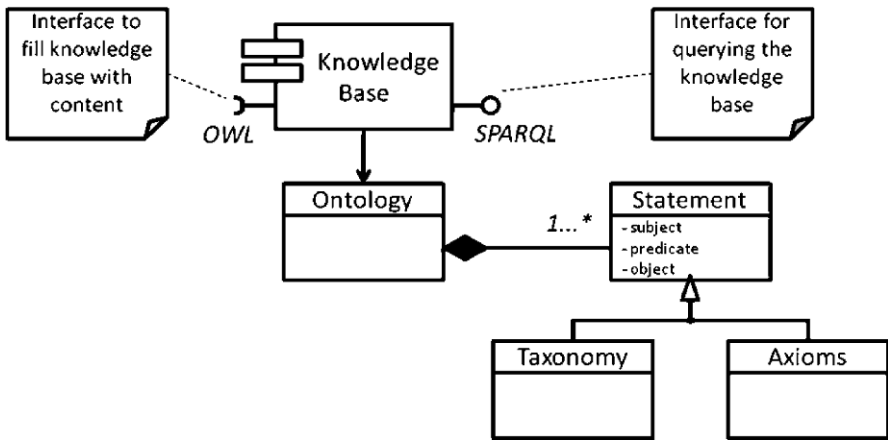 Interface to
fill knowledge
base with
content
Knowledge
Base
Interface for
querying the
knowledge
base
OWL
SPARQL
Ontology
1...*
Statement
-subject
-predicate
-object
Taxonomy
Axioms